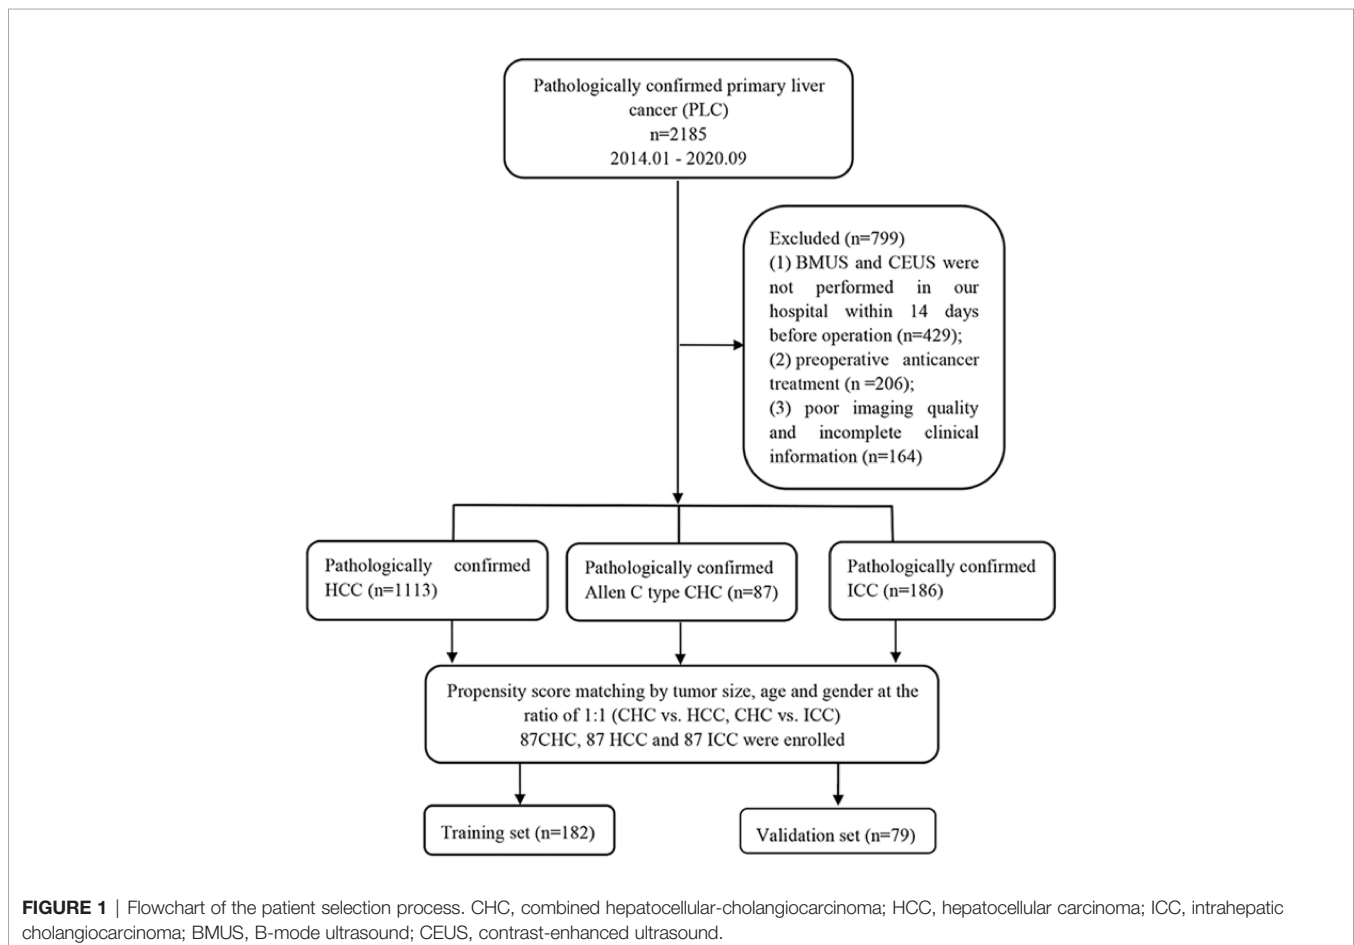 Pathologically confirmed primary liver
cancer (PLC)
n=2185
2014.01 - 2020.09
Excluded (n=799)
(1) BMUS and CEUS were
not performed in our
hospital within 14 days
before operation (n=429);
(2) preoperative anticancer
treatment (n =206);
(3) poor imaging quality
and incomplete clinical
information (n=164)
Pathologically confirmed
HCC (n=1113)
Pathologically confirmed
Allen C type CHC (n=87)
Pathologically confirmed
ICC (n=186)
Propensity score matching by tumor size, age and gender at the
ratio of 1:1 (CHC vs. HCC, CHC vs. ICC)
87CHC, 87 HCC and 87 ICC were enrolled
Training set (n=182)
Validation set (n=79)
FIGURE 1 | Flowchart of the patient selection process. CHC, combined hepatocellular-cholangiocarcinoma; HCC, hepatocellular carcinoma; ICC, intrahepatic
cholangiocarcinoma; BMUS, B-mode ultrasound; CEUS, contrast-enhanced ultrasound.